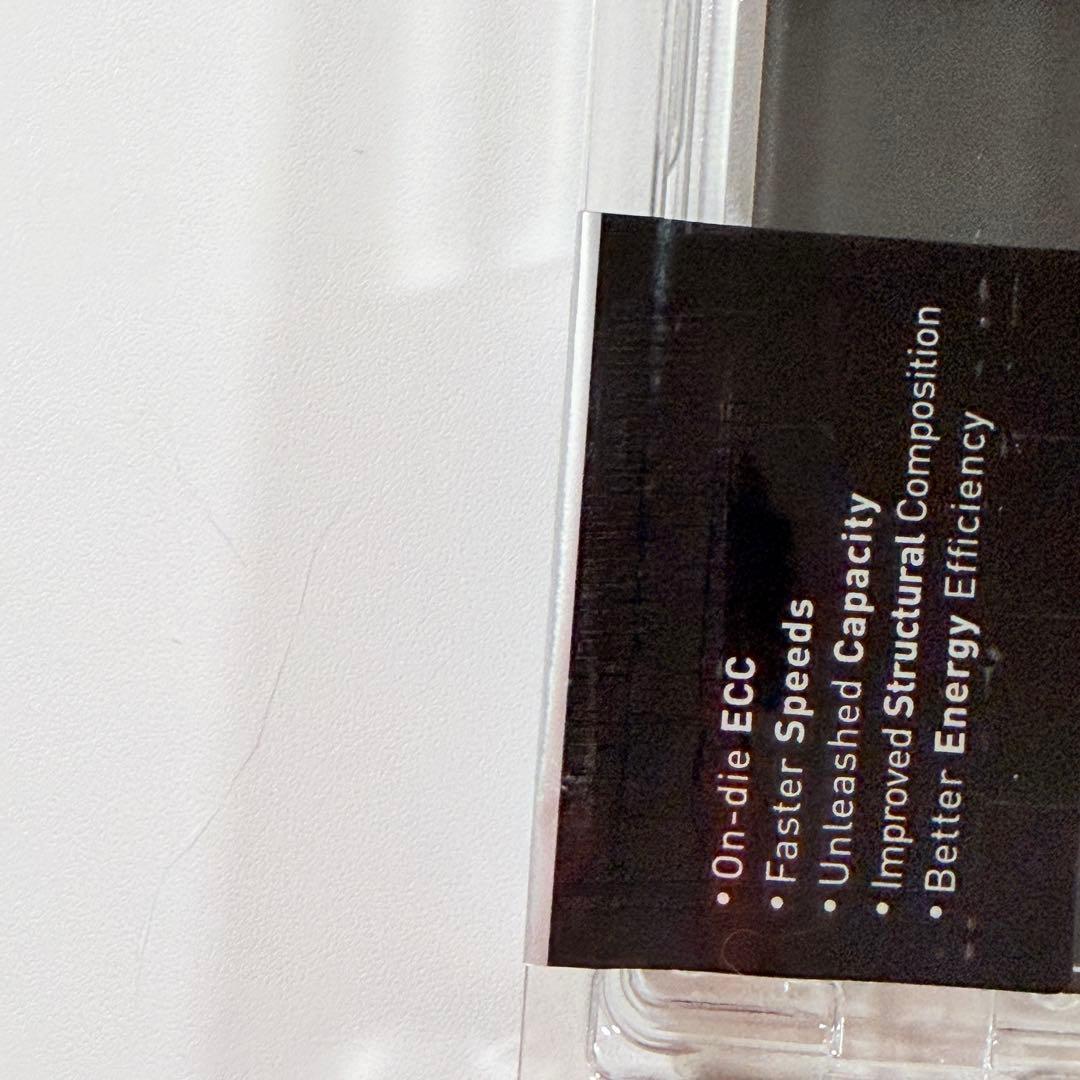 • On-die ECC
• Faster Speeds
• Unleashed Capacity
• Improved Structural Composition
• Better Energy Efficiency